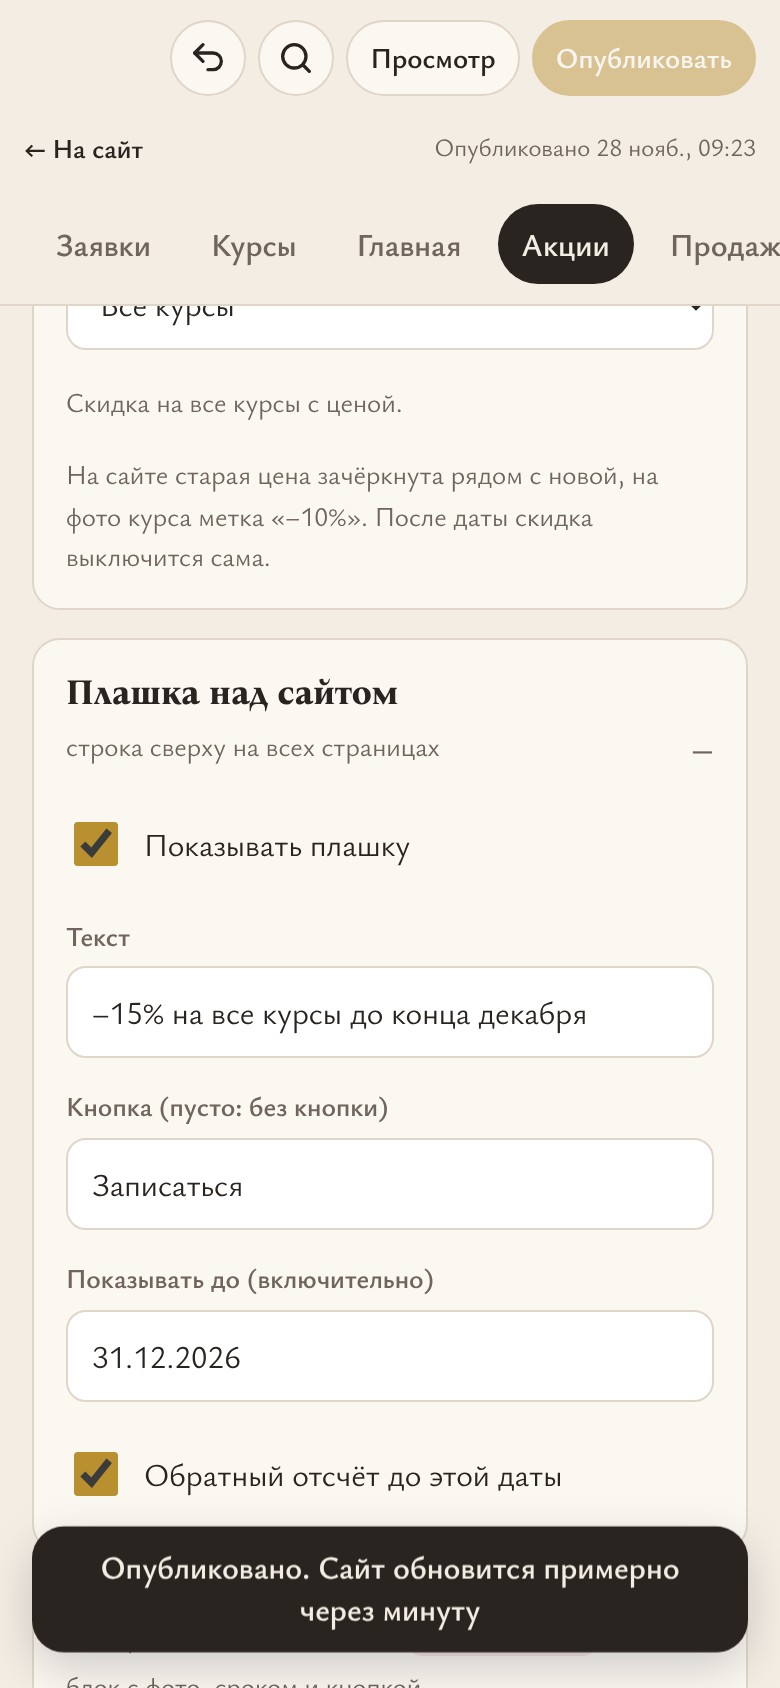 Просмотр
Опубликовать
← На сайт
Опубликовано 28 нояб., 09:23
Заявки
Курсы
Главная
Акции
Продаж
Все курсы
Скидка на все курсы с ценой.
На сайте старая цена зачёркнута рядом с новой, на
фото курса метка «–10%». После даты скидка
выключится сама.
Плашка над сайтом
строка сверху на всех страницах
Показывать плашку
Текст
–15% на все курсы до конца декабря
Кнопка (пусто: без кнопки)
Записаться
Показывать до (включительно)
31.12.2026
Обратный отсчёт до этой даты
Опубликовано. Сайт обновится примерно
через минуту
блок с фото, сроком и кнопкой